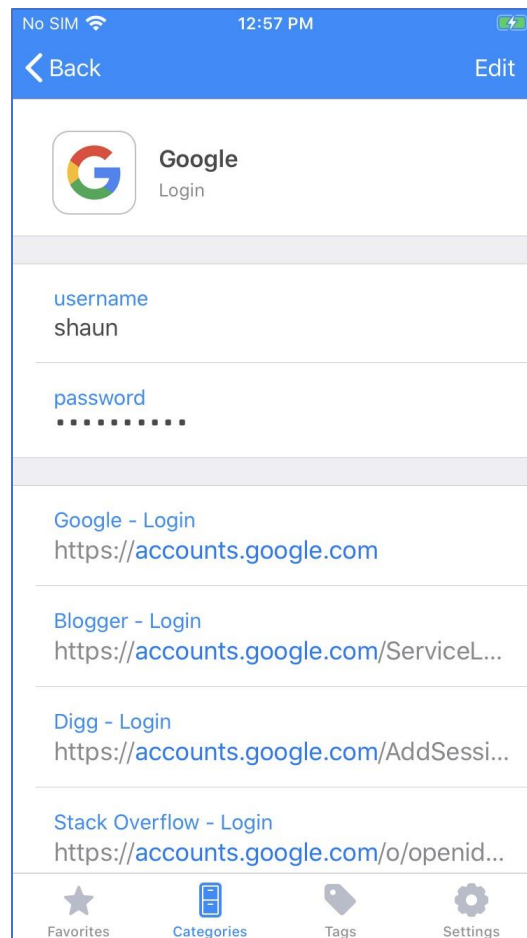 No SIM 12:57 PM
Back Edit
Google
Login
username
shaun
password
Google - Login
https://accounts.google.com
Blogger - Login
https://accounts.google.com/ServiceL...
Digg - Login
https://accounts.google.com/AddSessi...
Stack Overflow - Login
https://accounts.google.com/o/openid...
Favorites Categories Tags Settings